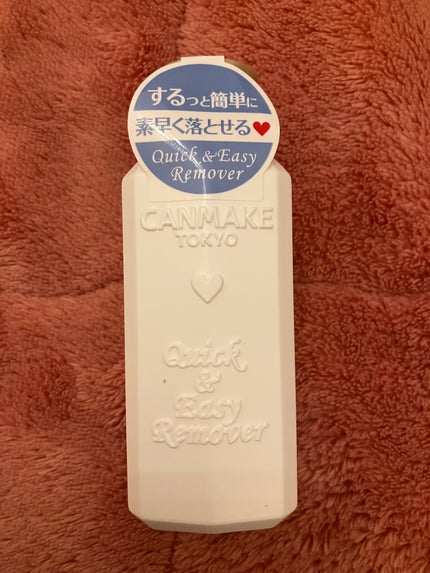 するっと簡単に
素早く落とせる♥
Quick & Easy
Remover
CANMAKE
TOKYO
Quick
&
Easy
Remover